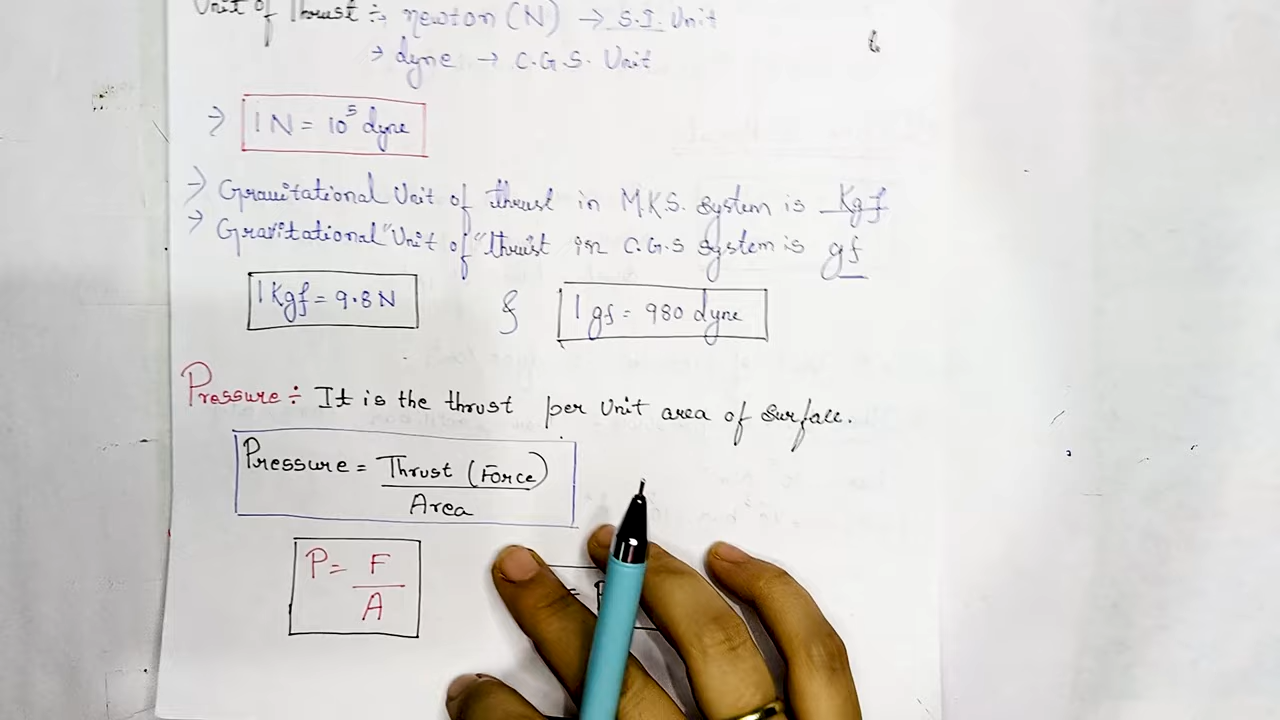 Unit of Thrust ÷ newton (N) → S.I. Unit
→ dyne → C.G.S. Unit
→ 1 N = 10⁵ dyne
→ Gravitational Unit of thrust in M.K.S. System is Kgf
→ Gravitational Unit of thrust in C.G.S system is gf
1 Kgf = 9.8 N & 1 gf = 980 dyne
Pressure ÷ It is the thrust per Unit area of Surface.
Pressure = Thrust (Force)
Area
P = F
A